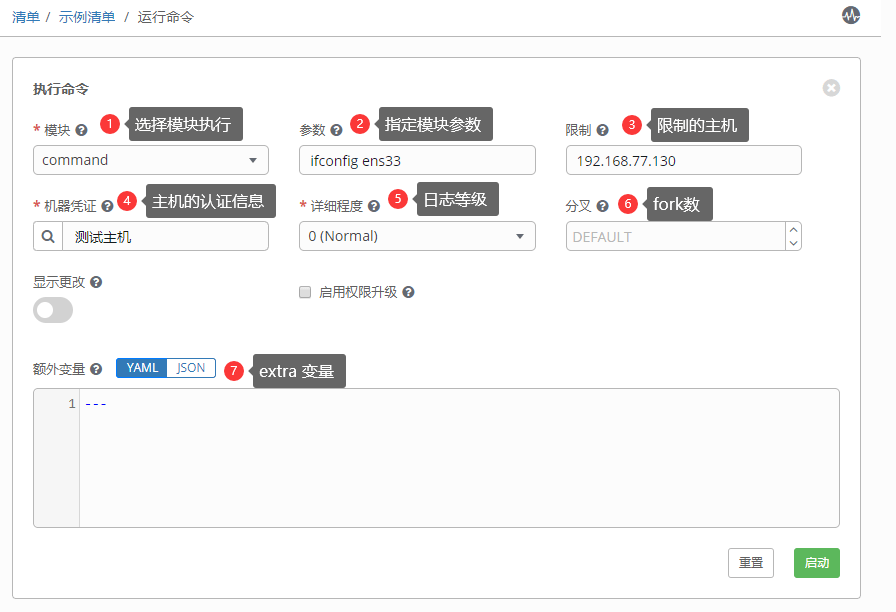 清单 / 示例清单 / 运行命令
执行命令
* 模块 1 选择模块执行 参数 2 指定模块参数 限制 3 限制的主机
command ifconfig ens33 192.168.77.130
* 机器凭证 4 主机的认证信息 * 详细程度 5 日志等级 分叉 6 fork数
测试主机 0 (Normal) DEFAULT
显示更改 启用权限升级
额外变量 YAML JSON 7 extra 变量
1 ---
重置 启动